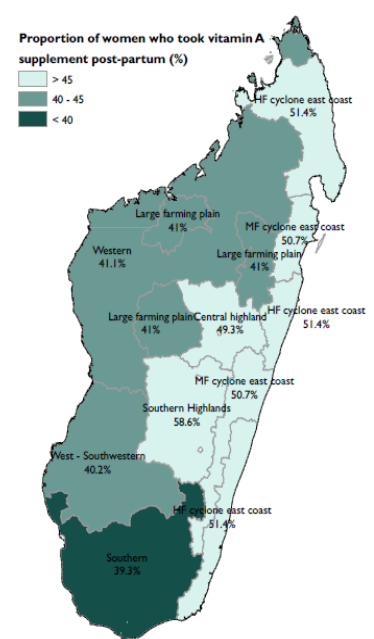 Proportion of women who took vitamin A
supplement post-partum (%)
> 45
40 - 45
< 40
HF cyclone east coast
51.4%
Large farming plain
41%
MF cyclone east coast
50.7%
Western
41.1%
Large farming plain
41%
Large farming plain
41%
Central highland
49.3%
HF cyclone east coast
51.4%
MF cyclone east coast
50.7%
Southern Highlands
58.6%
West - Southwestern
40.2%
HF cyclone east coast
51.4%
Southern
39.3%